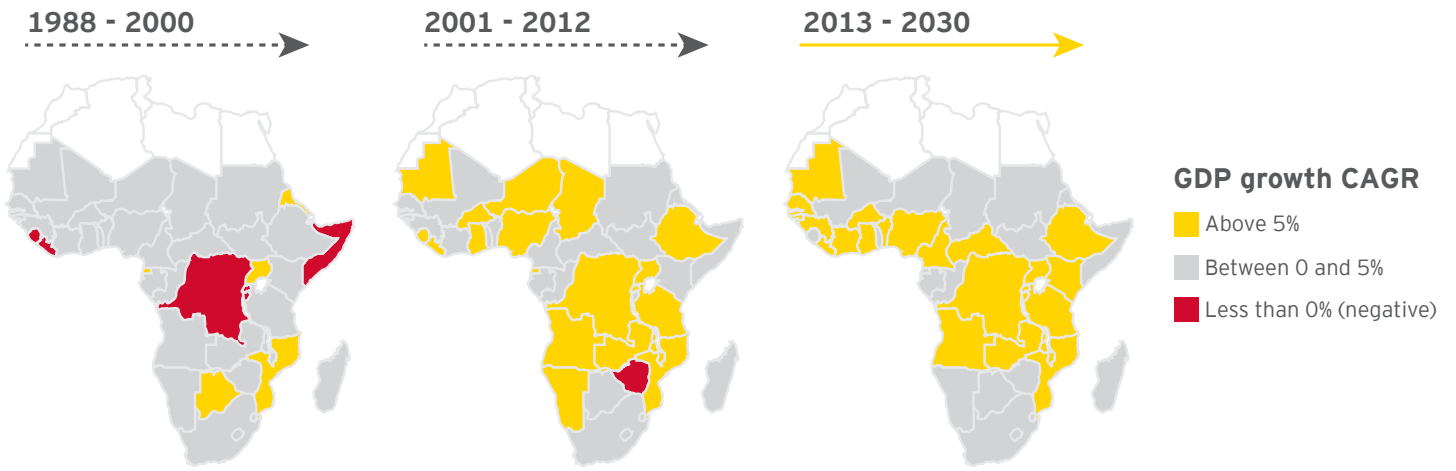 1988 - 2000
2001 - 2012
2013 - 2030
GDP growth CAGR
Above 5%
Between 0 and 5%
Less than 0% (negative)